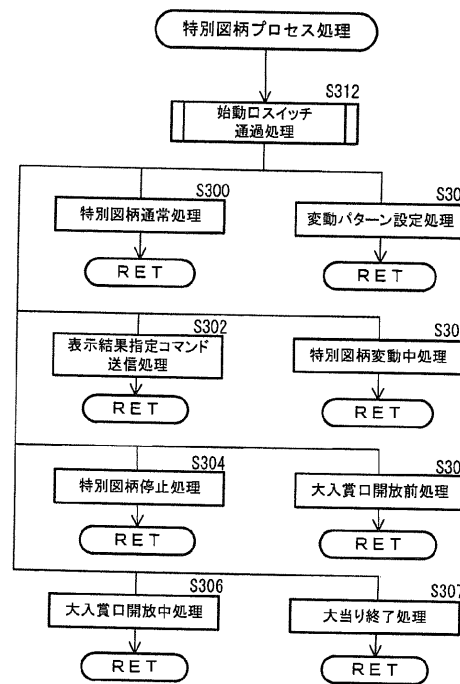 特別図柄プロセス処理
S312
始動口スイッチ
通過処理
S300
特別図柄通常処理
RET
S30
変動パターン設定処理
RET
S302
表示結果指定コマンド
送信処理
RET
S30
特別図柄変動中処理
RET
S304
特別図柄停止処理
RET
S30
大入賞口開放前処理
RET
S306
大入賞口開放中処理
RET
S307
大当り終了処理
RET